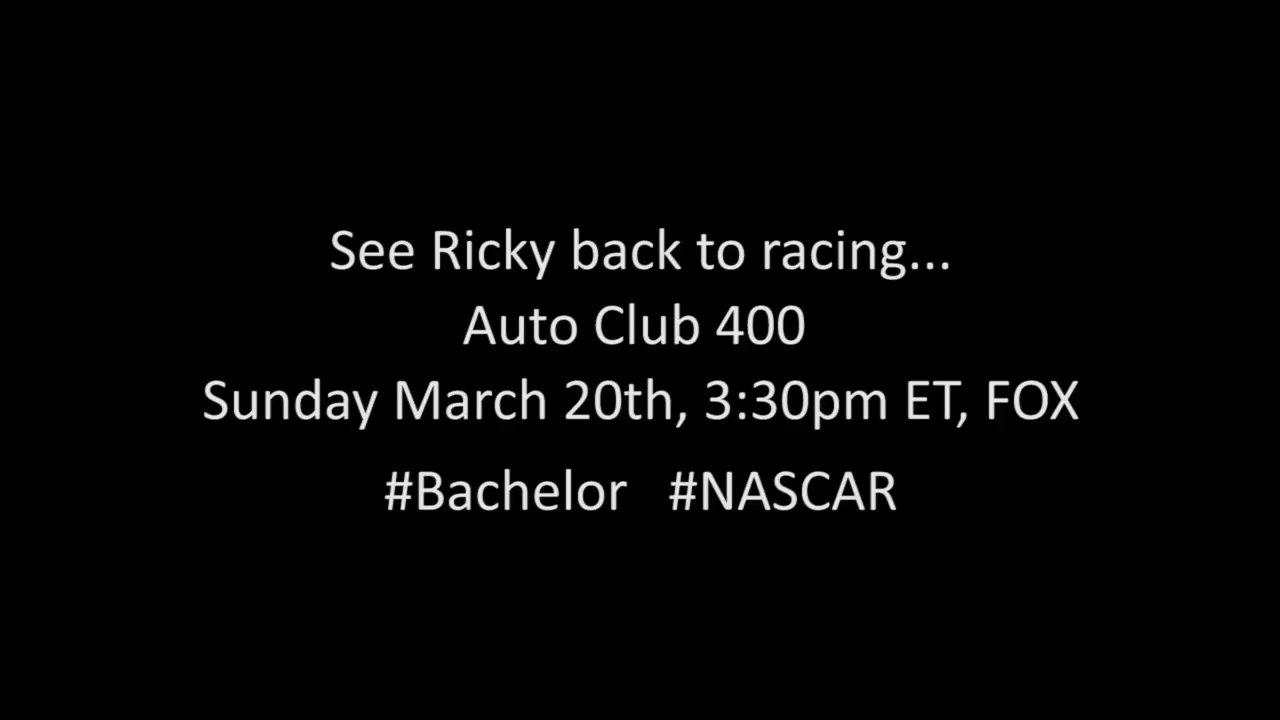 See Ricky back to racing...
Auto Club 400
Sunday March 20th, 3:30pm ET, FOX
#Bachelor #NASCAR